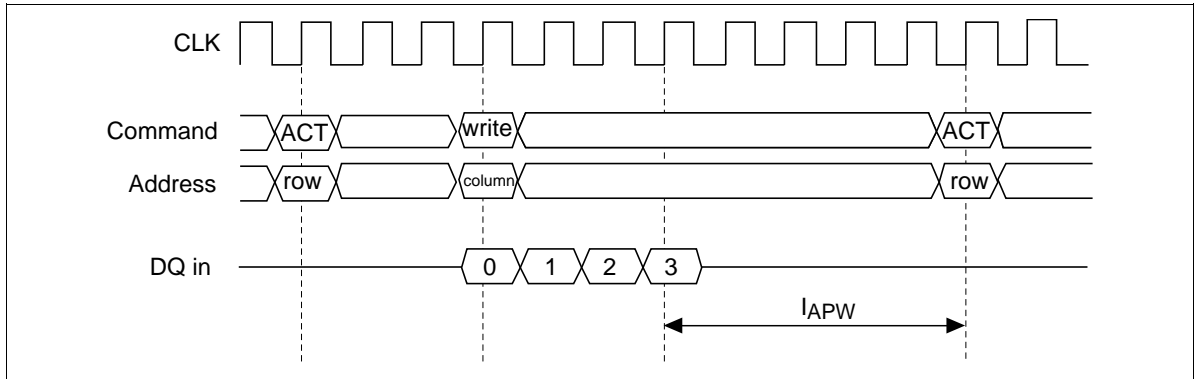 CLK
Command ACT write ACT
Address row column row
DQ in 0 1 2 3
IAPW